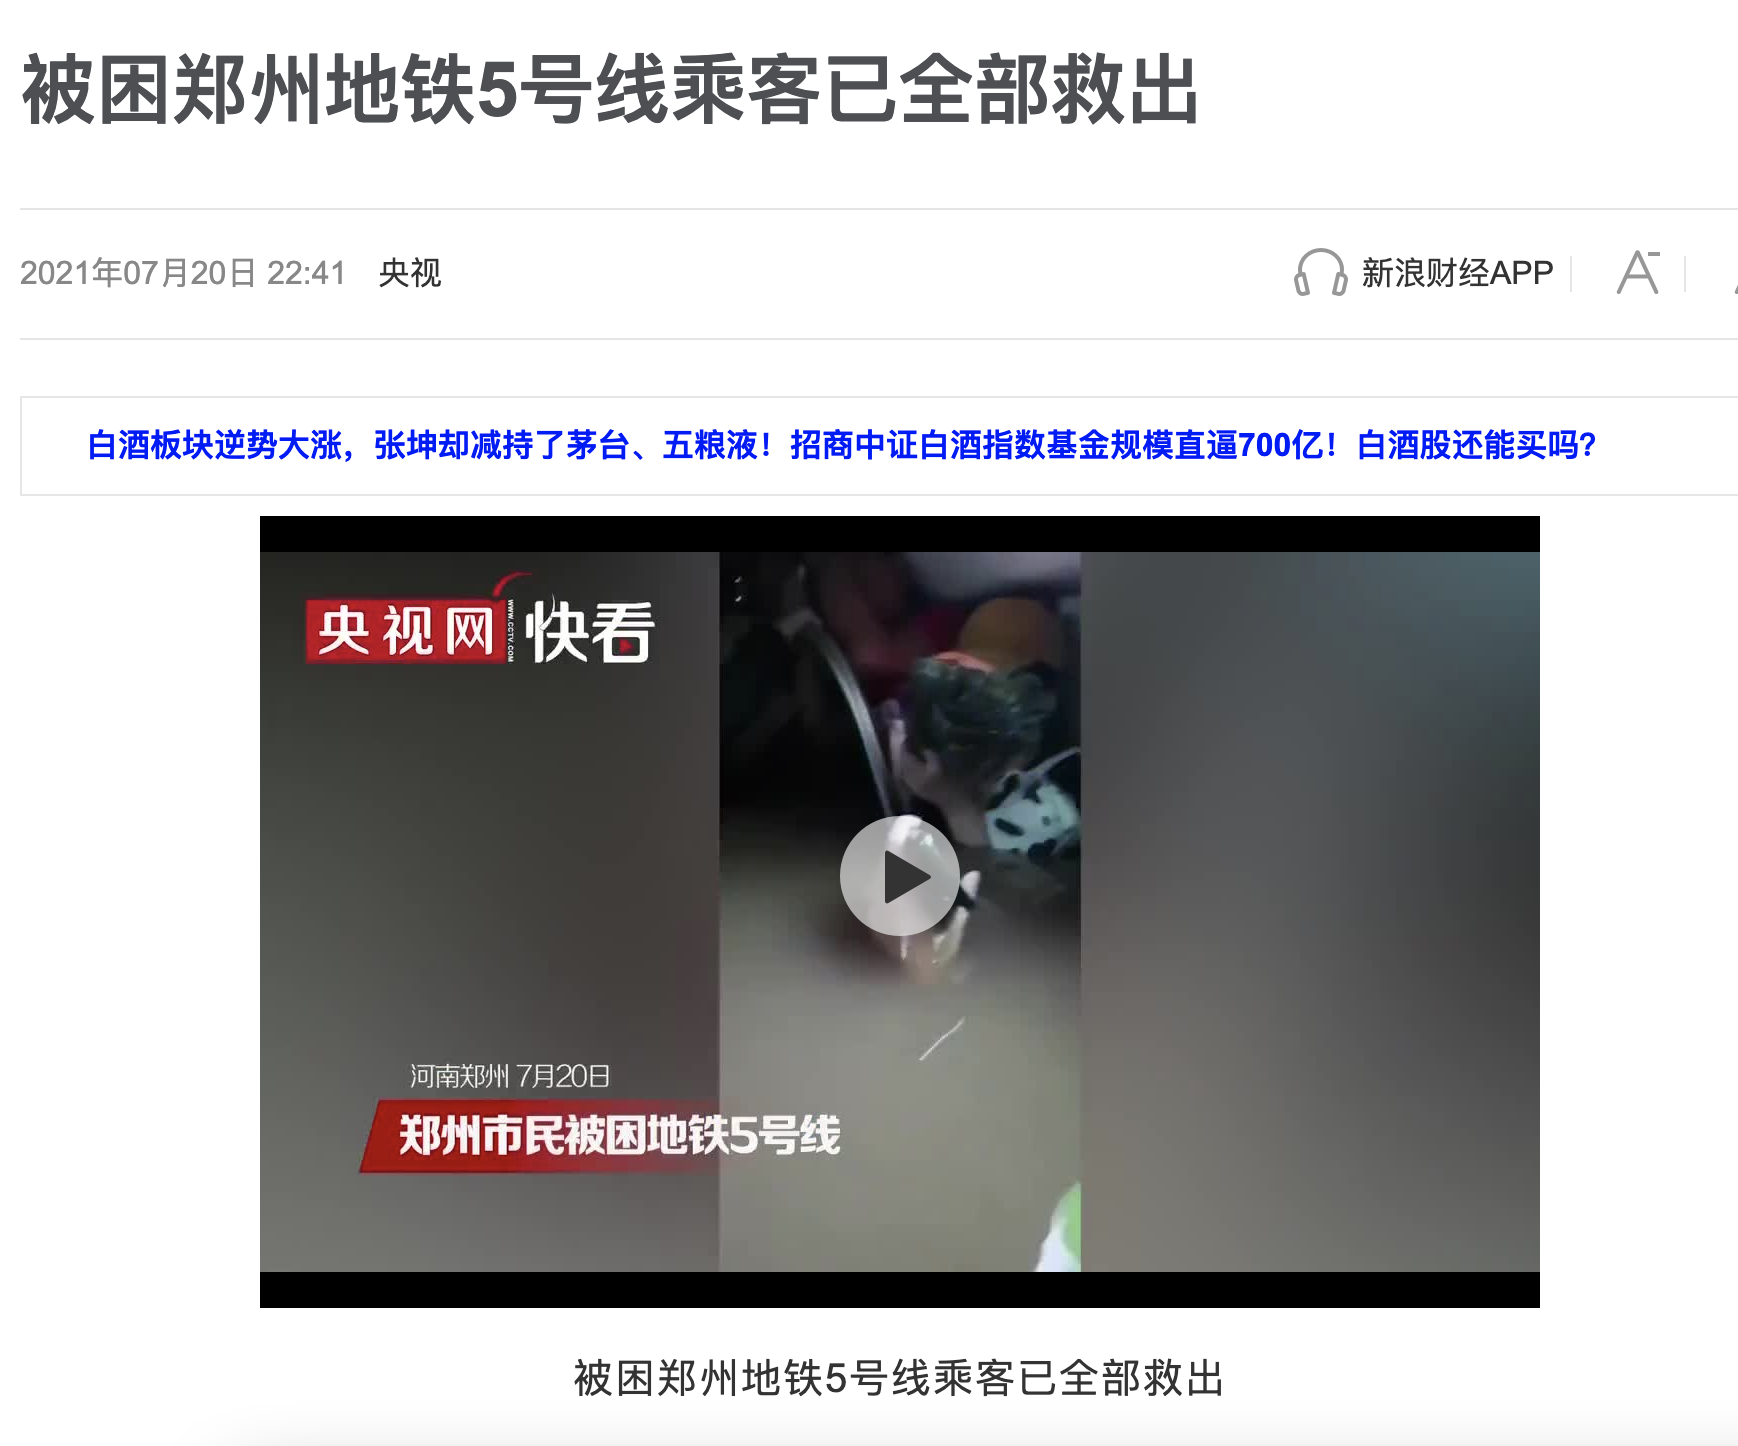 被困郑州地铁5号线乘客已全部救出
2021年07月20日 22:41 央视 新浪财经APP A-
白酒板块逆势大涨，张坤却减持了茅台、五粮液！招商中证白酒指数基金规模直逼700亿！白酒股还能买吗？
央视网 WWW.CCTV.COM 快看
河南郑州 7月20日
郑州市民被困地铁5号线
被困郑州地铁5号线乘客已全部救出